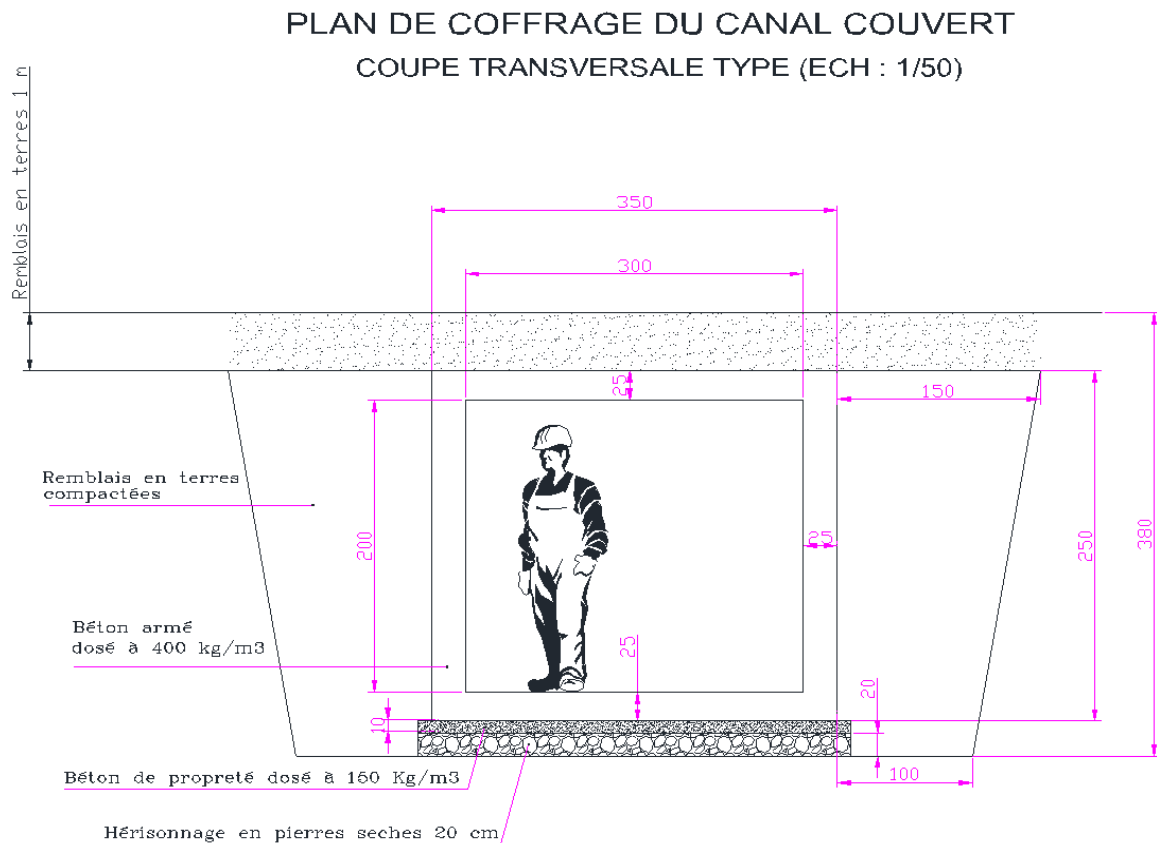 PLAN DE COFFRAGE DU CANAL COUVERT
COUPE TRANSVERSALE TYPE (ECH : 1/50)
Remblais en terres 1 m
350
300
25
150
Remblais en terres
compactées
200
25
250
380
Béton armé
dosé à 400 kg/m3
25
20
10
Béton de propreté dosé à 150 Kg/m3
100
Hérisonnage en pierres seches 20 cm